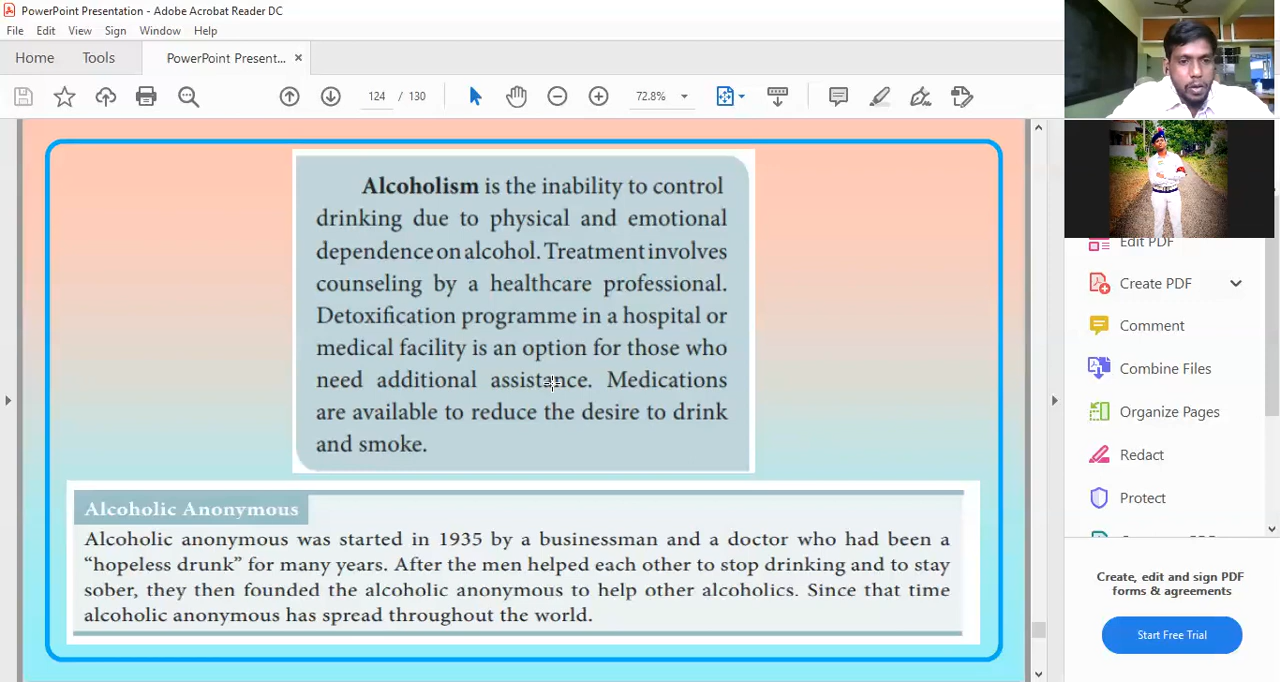 PowerPoint Presentation - Adobe Acrobat Reader DC
File Edit View Sign Window Help
Home Tools PowerPoint Present... ×
124 / 130 72.8%
Alcoholism is the inability to control
drinking due to physical and emotional
dependence on alcohol. Treatment involves
counseling by a healthcare professional.
Detoxification programme in a hospital or
medical facility is an option for those who
need additional assistance. Medications
are available to reduce the desire to drink
and smoke.
Alcoholic Anonymous
Alcoholic anonymous was started in 1935 by a businessman and a doctor who had been a
“hopeless drunk” for many years. After the men helped each other to stop drinking and to stay
sober, they then founded the alcoholic anonymous to help other alcoholics. Since that time
alcoholic anonymous has spread throughout the world.
Edit PDF
Create PDF
Comment
Combine Files
Organize Pages
Redact
Protect
Create, edit and sign PDF
forms & agreements
Start Free Trial